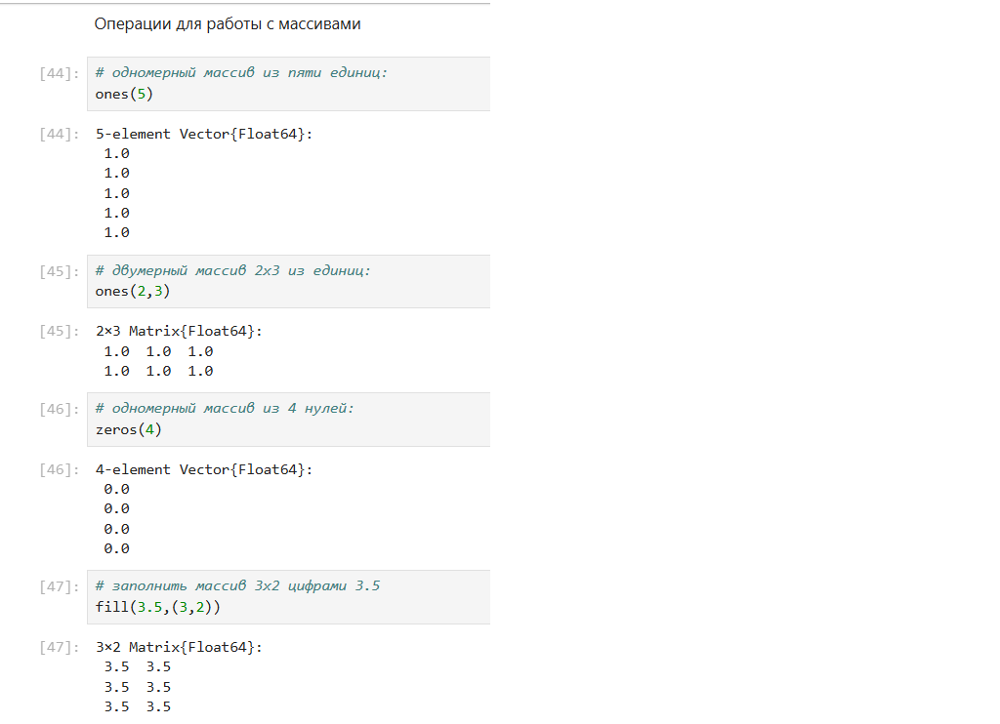 Операции для работы с массивами
[44]: # одномерный массив из пяти единиц:
ones(5)
[44]: 5-element Vector{Float64}:
1.0
1.0
1.0
1.0
1.0
[45]: # двумерный массив 2x3 из единиц:
ones(2,3)
[45]: 2×3 Matrix{Float64}:
1.0 1.0 1.0
1.0 1.0 1.0
[46]: # одномерный массив из 4 нулей:
zeros(4)
[46]: 4-element Vector{Float64}:
0.0
0.0
0.0
0.0
[47]: # заполнить массив 3x2 цифрами 3.5
fill(3.5,(3,2))
[47]: 3×2 Matrix{Float64}:
3.5 3.5
3.5 3.5
3.5 3.5